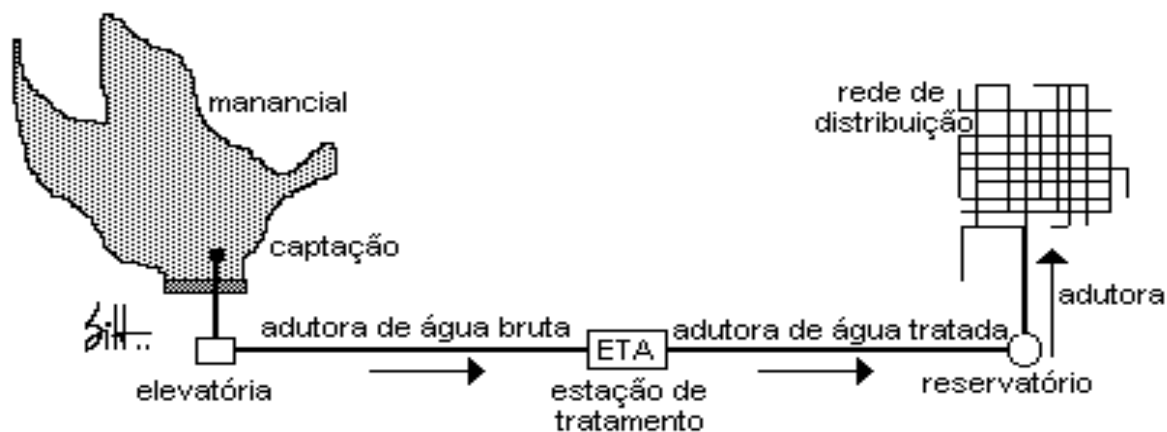 manancial
rede de
distribuição
captação
adutora
adutora de água bruta
ETA
adutora de água tratada
elevatória
estação de
tratamento
reservatório